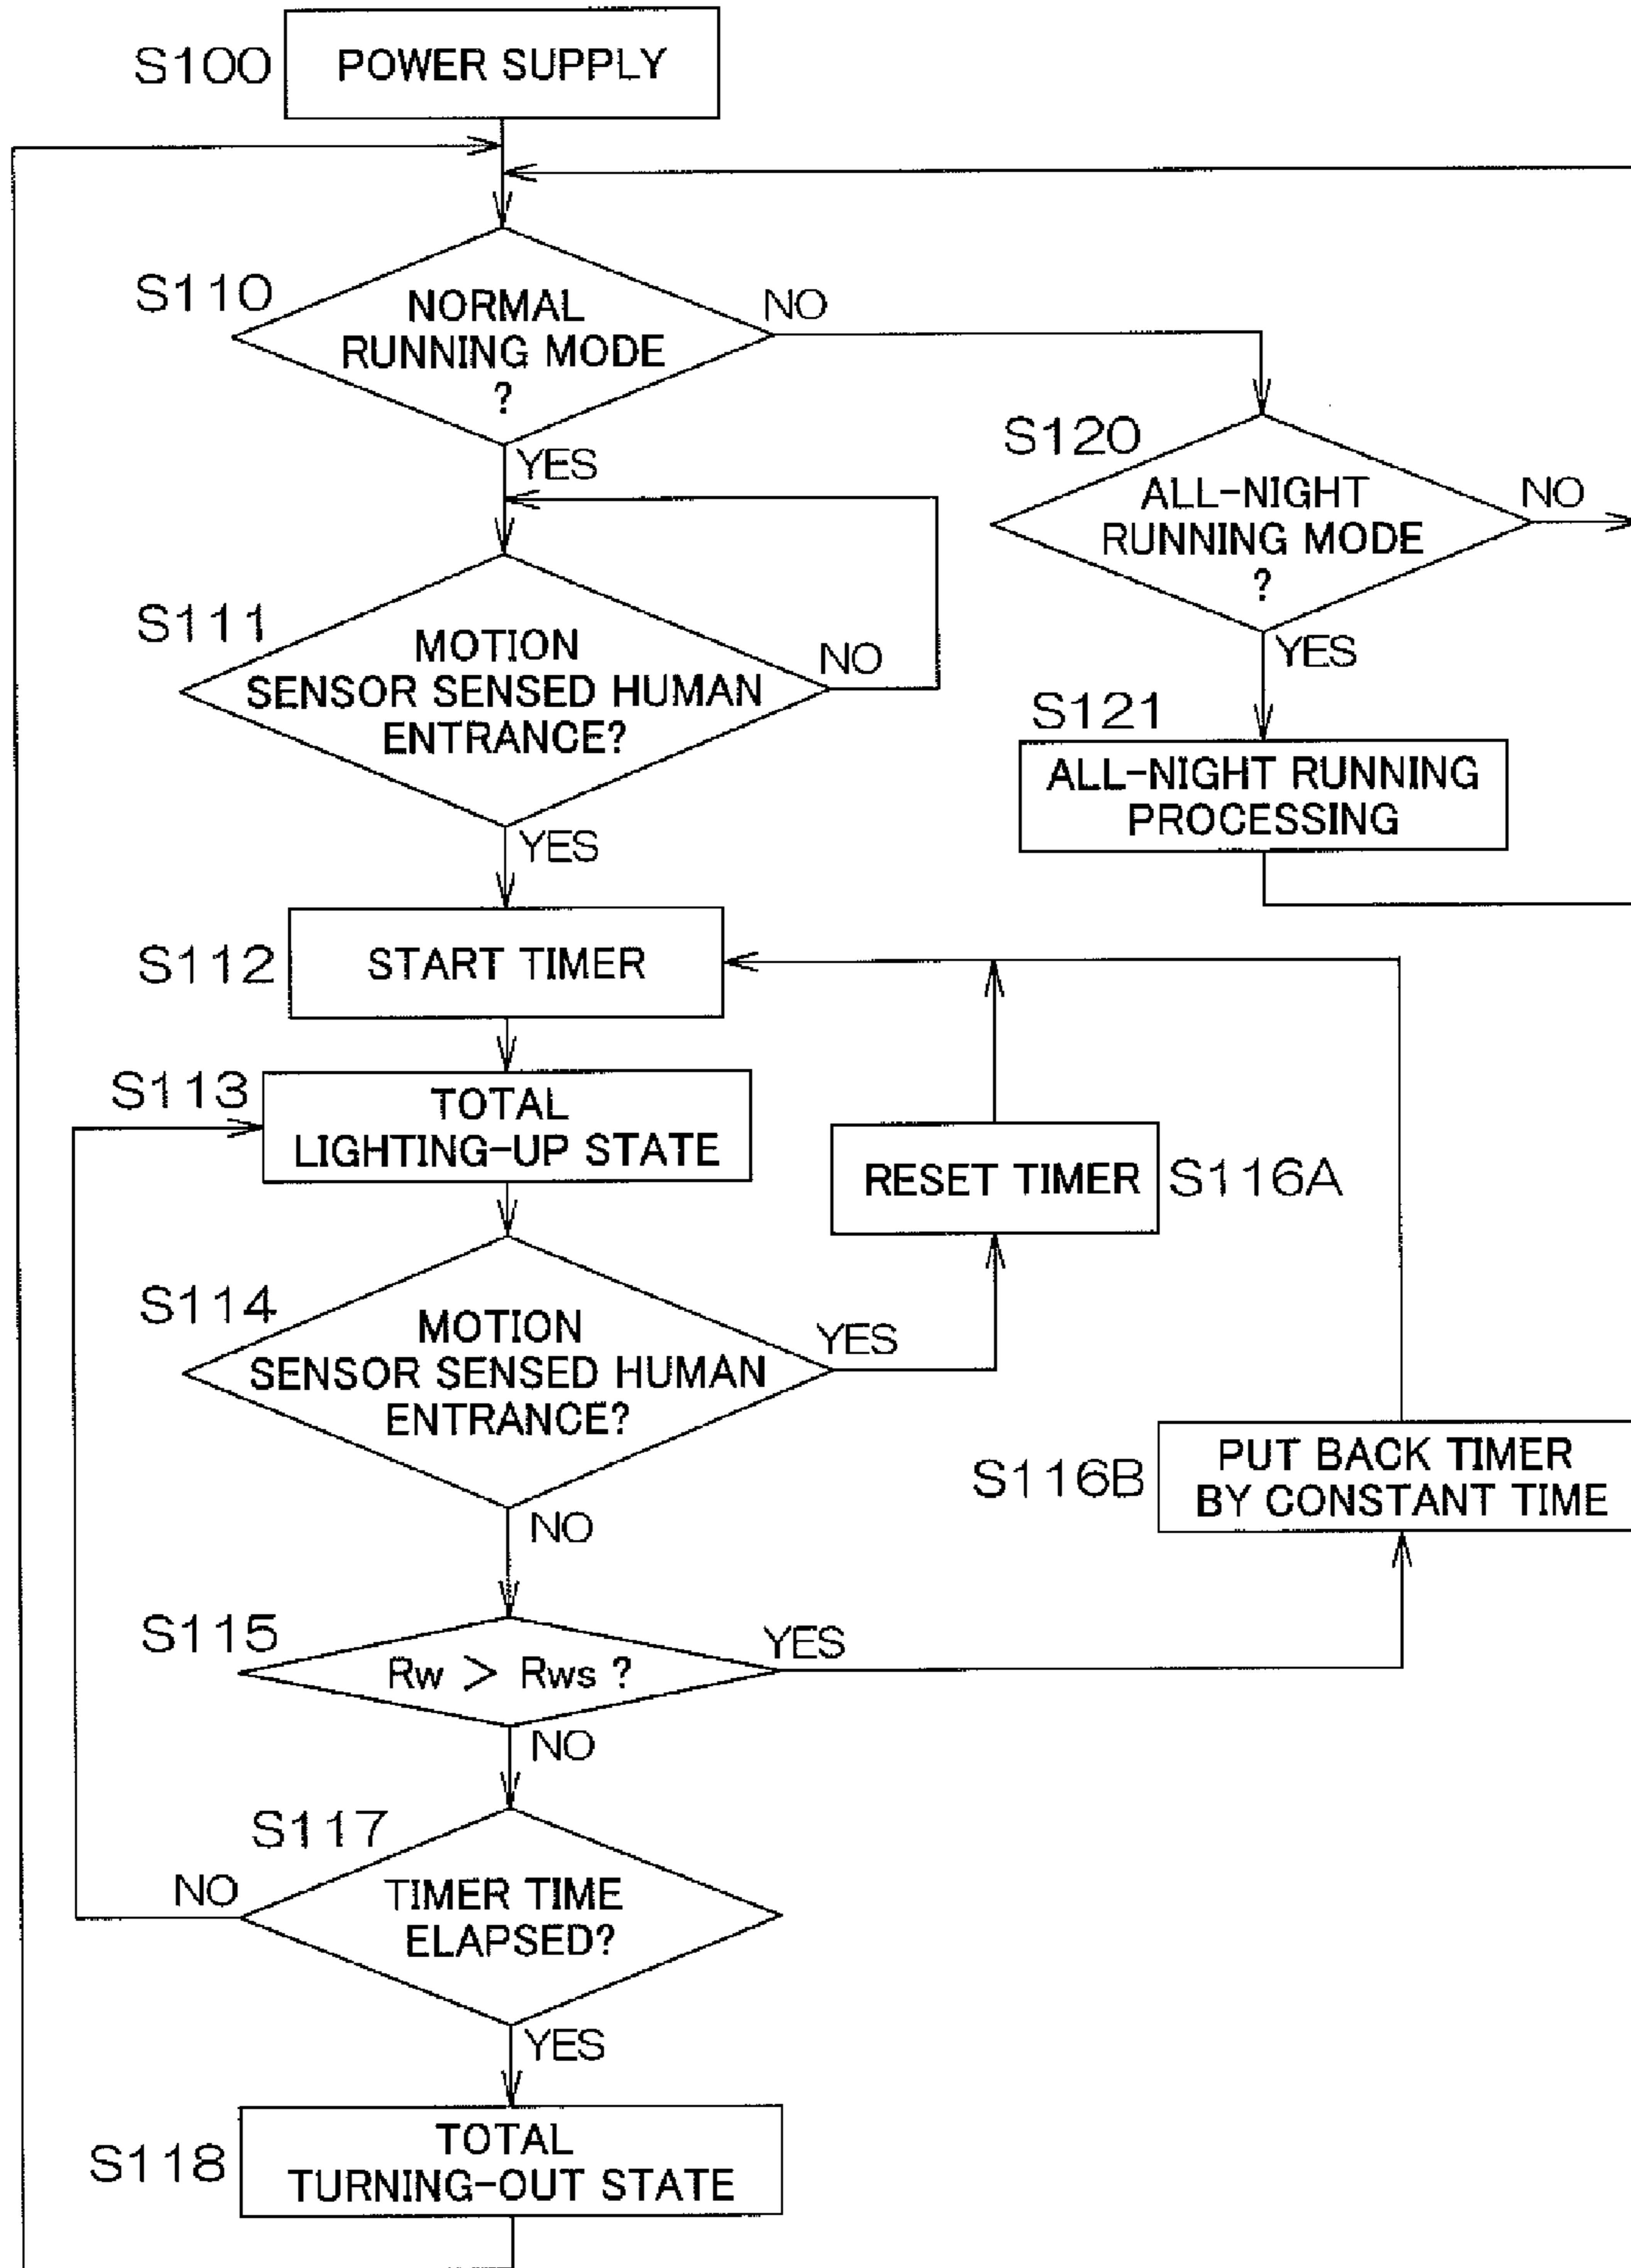 S100
POWER SUPPLY
S110
NORMAL
RUNNING MODE
?
NO
YES
S120
ALL-NIGHT
RUNNING MODE
?
NO
YES
S121
ALL-NIGHT RUNNING
PROCESSING
S111
MOTION
SENSOR SENSED HUMAN
ENTRANCE?
NO
YES
S112
START TIMER
S113
TOTAL
LIGHTING-UP STATE
RESET TIMER
S116A
S114
MOTION
SENSOR SENSED HUMAN
ENTRANCE?
YES
NO
S116B
PUT BACK TIMER
BY CONSTANT TIME
S115
Rw > Rws ?
YES
NO
S117
TIMER TIME
ELAPSED?
NO
YES
S118
TOTAL
TURNING-OUT STATE